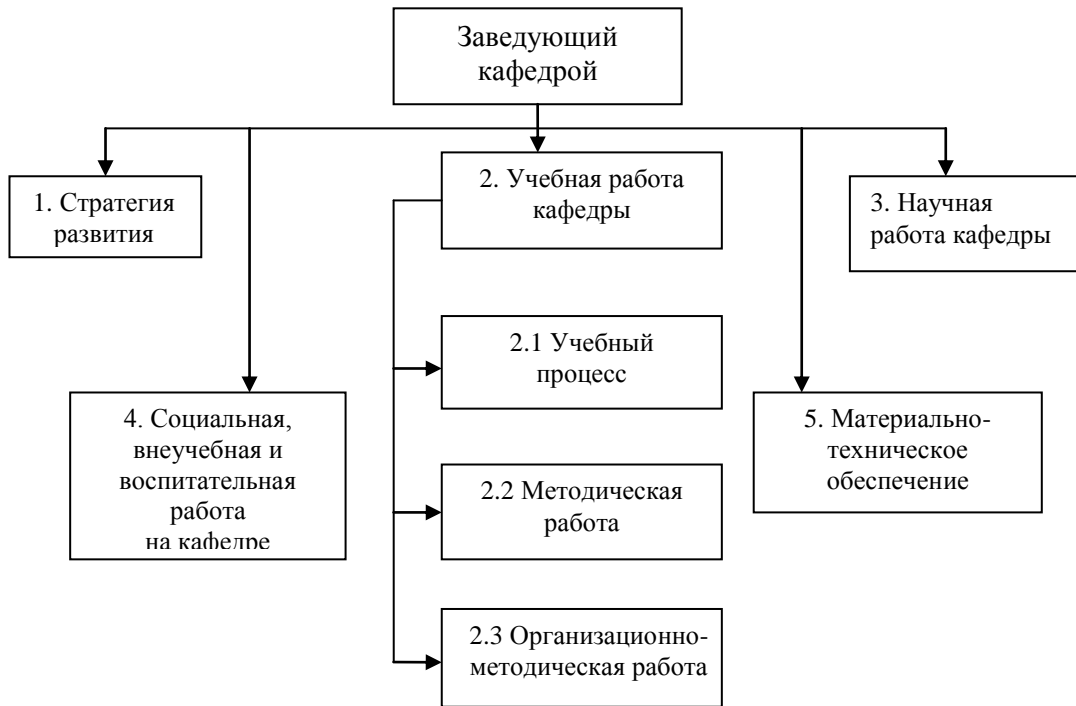 Заведующий
кафедрой
1. Стратегия
развития
2. Учебная работа
кафедры
3. Научная
работа кафедры
2.1 Учебный
процесс
4. Социальная,
внеучебная и
воспитательная
работа
на кафедре
5. Материально-
техническое
обеспечение
2.2 Методическая
работа
2.3 Организационно-
методическая работа